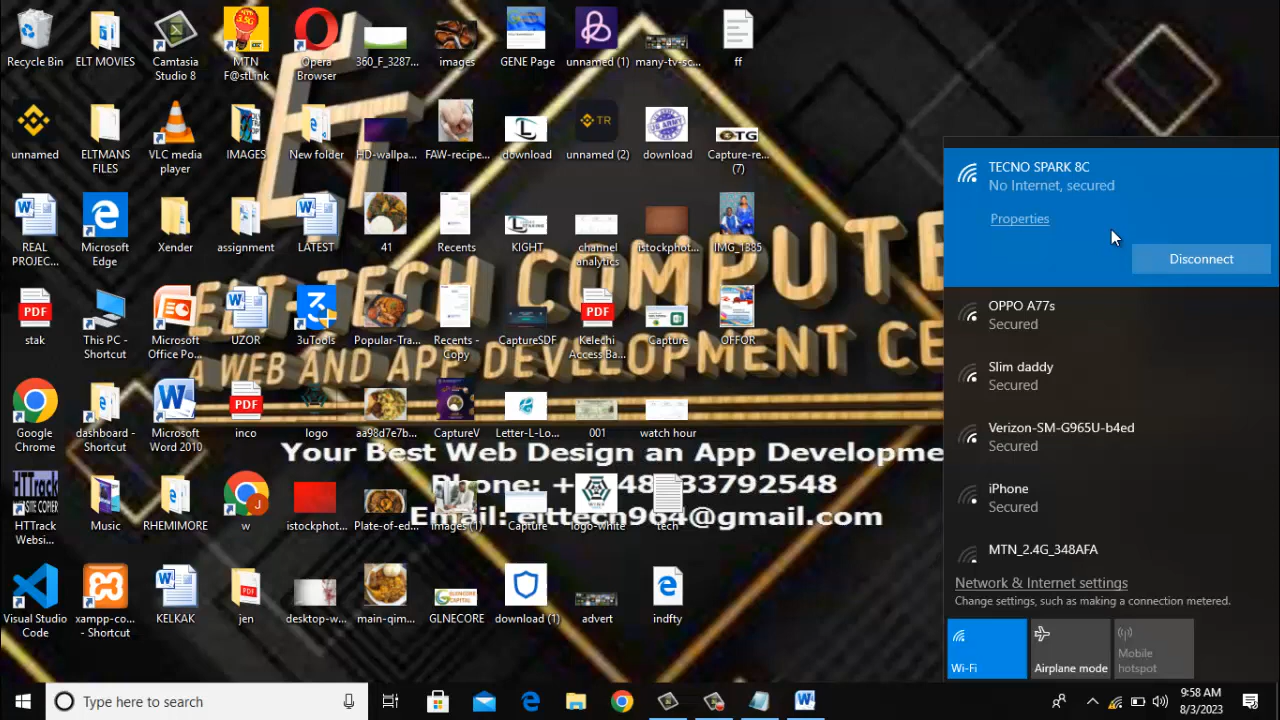 Recycle Bin
ELT MOVIES
Camtasia
Studio 8
MTN
F@stLink
Opera
Browser
360_F_3287...
images
GENE Page
unnamed (1)
many-tv-sc...
ff
unnamed
ELTMANS
FILES
VLC media
player
IMAGES
New folder
HD-wallpa...
FAW-recipe...
download
unnamed (2)
download
Capture-re...
(7)
REAL
PROJEC...
Microsoft
Edge
Xender
assignment
LATEST
41
Recents
KIGHT
channel
analytics
istockphot...
IMG_1385
stak
This PC -
Shortcut
Microsoft
Office Po...
UZOR
3uTools
Popular-Tra...
Recents -
Copy
CaptureSDF
Kelechi
Access Ba...
Capture
OFFOR
Google
Chrome
dashboard -
Shortcut
Microsoft
Word 2010
inco
logo
aa98d7e7b...
CaptureV
Letter-L-Lo...
001
watch hour
HTTrack
Websi...
Music
RHEMIMORE
w
istockphot...
Plate-of-ed...
images (1)
Capture
logo-white
tech
Visual Studio
Code
xampp-co...
- Shortcut
KELKAK
jen
desktop-w...
main-qim...
GLNECORE
download (1)
advert
indfty
COMPUTE
A WEB AND APP DEVELOPMENT CE
Your Best Web Design an App Developme
Email:
@gmail.com
TECNO SPARK 8C
No Internet, secured
Properties
Disconnect
OPPO A77s
Secured
Slim daddy
Secured
Verizon-SM-G965U-b4ed
Secured
iPhone
Secured
MTN_2.4G_348AFA
Network & Internet settings
Change settings, such as making a connection metered.
Wi-Fi
Airplane mode
Mobile
hotspot
Type here to search
9:58 AM
8/3/2023